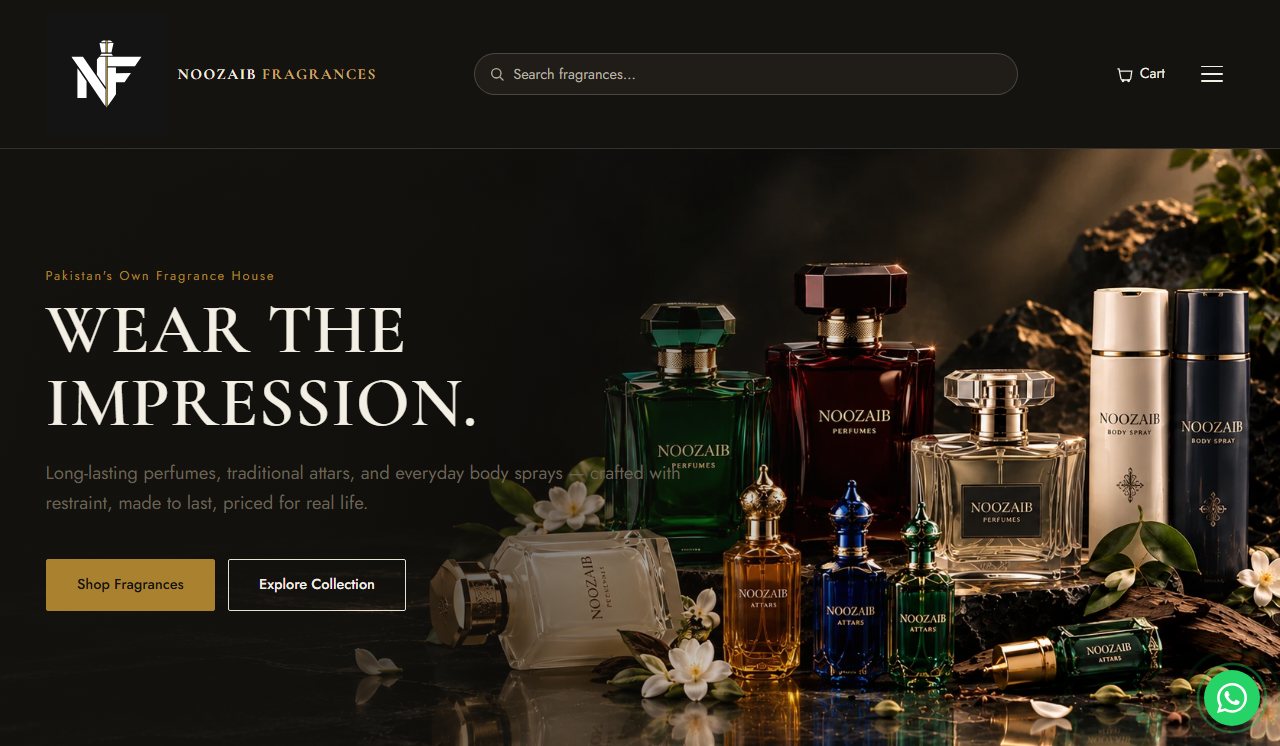 NF
NOOZAIB FRAGRANCES
Search fragrances...
Cart
Pakistan's Own Fragrance House
WEAR THE
IMPRESSION.
Long-lasting perfumes, traditional attars, and everyday body sprays — crafted with
restraint, made to last, priced for real life.
Shop Fragrances
Explore Collection
NOOZAIB
PERFUMES
NOOZAIB
PERFUMES
NOOZAIB
PERFUMES
NOOZAIB
BODY SPRAY
NOOZAIB
BODY SPRAY
NOOZAIB
NOOZAIB
ATTARS
NOOZAIB
ATTARS
NOOZAIB
ATTARS
NOOZAIB
ATTARS